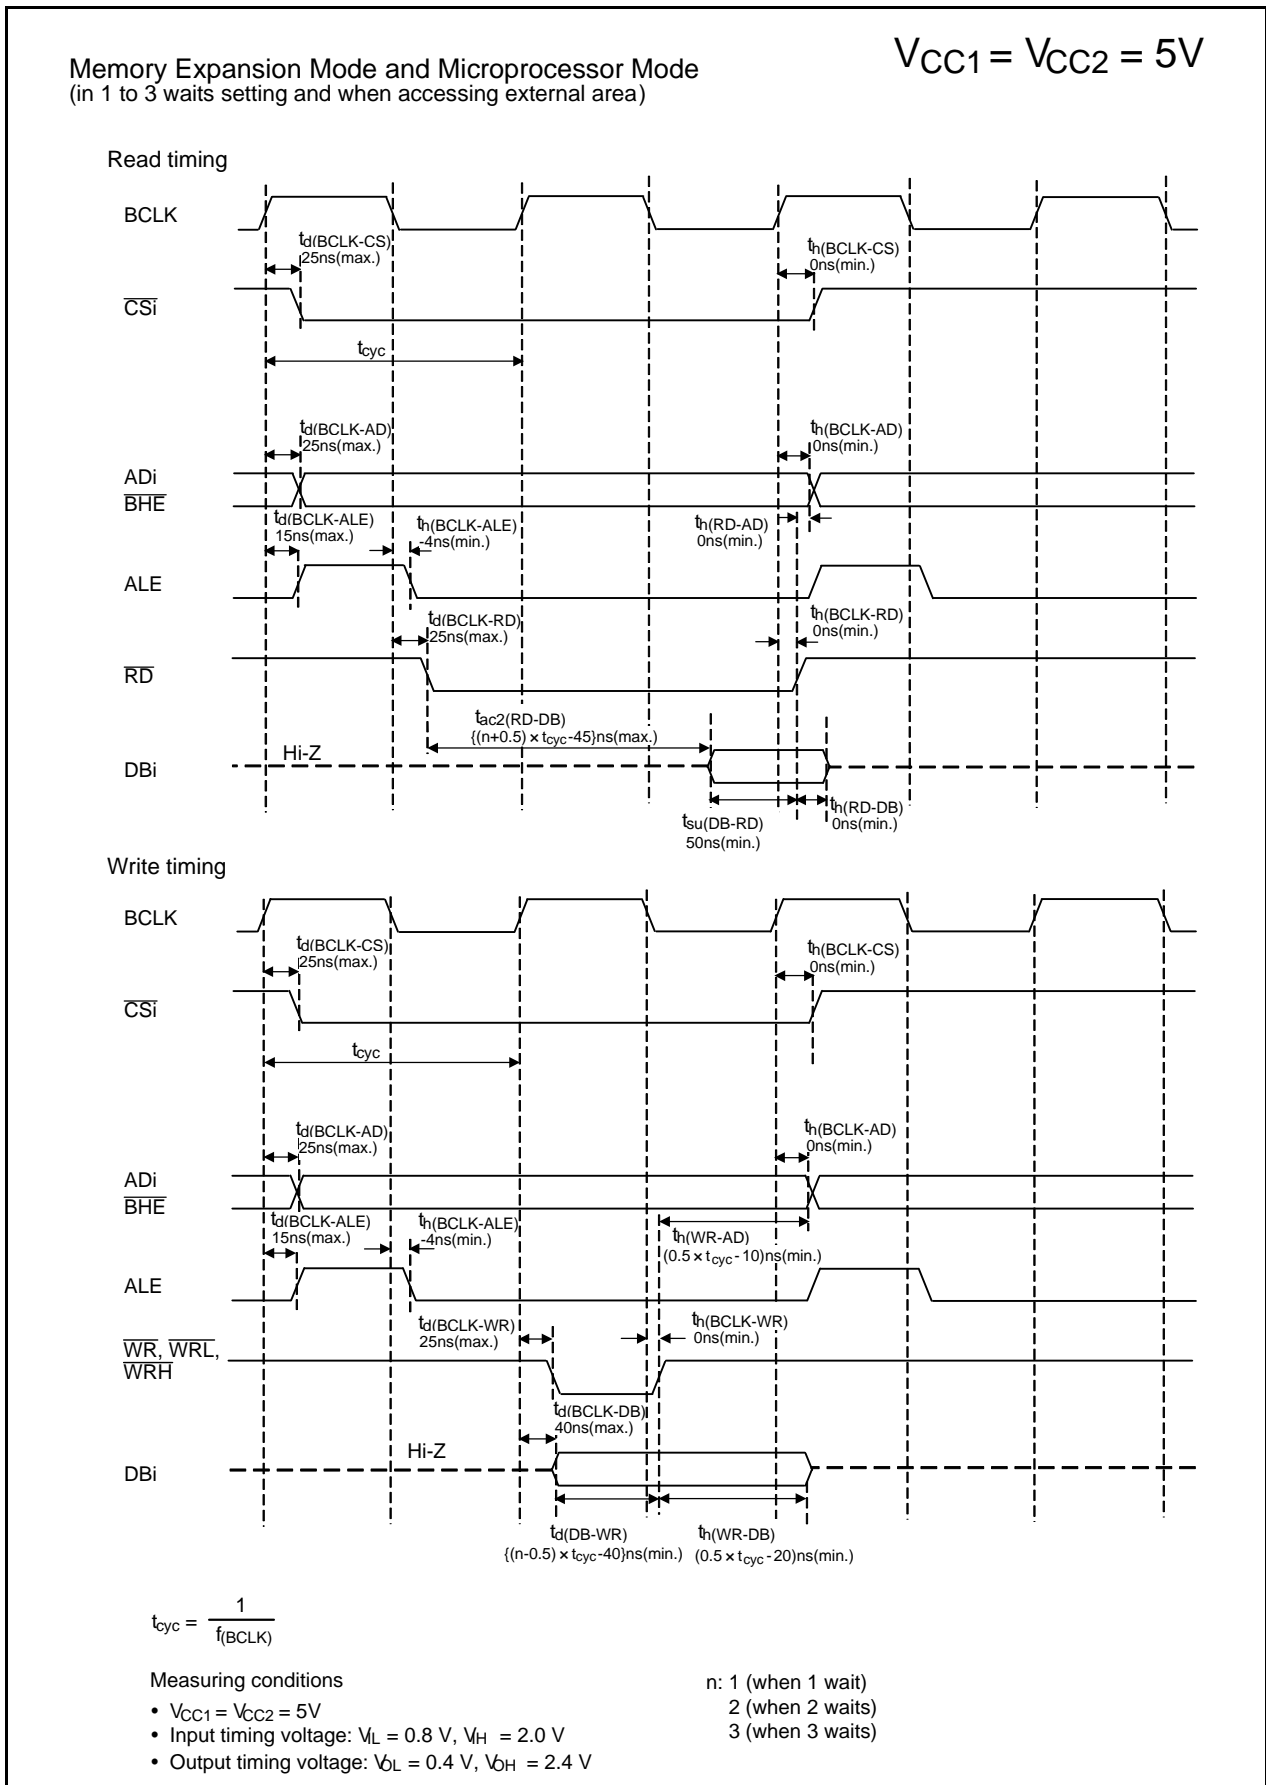 VCC1 = VCC2 = 5V
Memory Expansion Mode and Microprocessor Mode
(in 1 to 3 waits setting and when accessing external area)
Read timing
BCLK
td(BCLK-CS)
25ns(max.)
th(BCLK-CS)
0ns(min.)
CSi
tcyc
td(BCLK-AD)
25ns(max.)
th(BCLK-AD)
0ns(min.)
ADi
BHE
td(BCLK-ALE)
15ns(max.)
th(BCLK-ALE)
-4ns(min.)
th(RD-AD)
0ns(min.)
ALE
td(BCLK-RD)
25ns(max.)
th(BCLK-RD)
0ns(min.)
RD
tac2(RD-DB)
{(n+0.5) × tcyc-45}ns(max.)
Hi-Z
DBi
tsu(DB-RD)
50ns(min.)
th(RD-DB)
0ns(min.)
Write timing
BCLK
td(BCLK-CS)
25ns(max.)
th(BCLK-CS)
0ns(min.)
CSi
tcyc
td(BCLK-AD)
25ns(max.)
th(BCLK-AD)
0ns(min.)
ADi
BHE
td(BCLK-ALE)
15ns(max.)
th(BCLK-ALE)
-4ns(min.)
th(WR-AD)
(0.5 × tcyc-10)ns(min.)
ALE
td(BCLK-WR)
25ns(max.)
th(BCLK-WR)
0ns(min.)
WR, WRL,
WRH
td(BCLK-DB)
40ns(max.)
Hi-Z
DBi
td(DB-WR)
{(n-0.5) × tcyc-40}ns(min.)
th(WR-DB)
(0.5 × tcyc-20)ns(min.)
tcyc = 1
f(BCLK)
Measuring conditions
• VCC1 = VCC2 = 5V
• Input timing voltage: VIL = 0.8 V, VIH = 2.0 V
• Output timing voltage: VOL = 0.4 V, VOH = 2.4 V
n: 1 (when 1 wait)
2 (when 2 waits)
3 (when 3 waits)